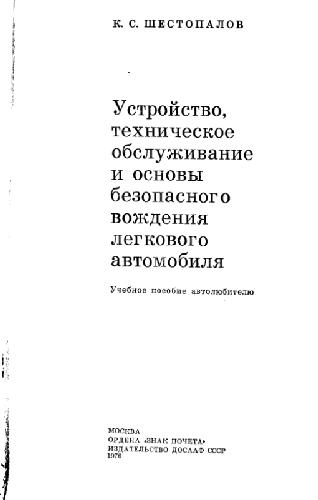 К. С. ШЕСТОПАЛОВ
Устройство,
техническое
обслуживание
и основы
безопасного
вождения
легкового
автомобиля
Учебное пособие автолюбителю
МОСКВА
ОРДЕНА «ЗНАК ПОЧЕТА»
ИЗДАТЕЛЬСТВО ДОСААФ СССР